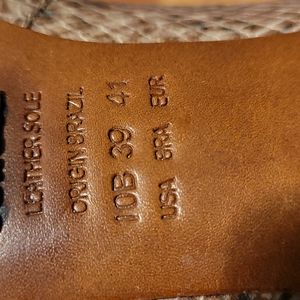 LEATHER SOLE
ORIGIN BRAZIL
10B 39 41
USA BRA EUR